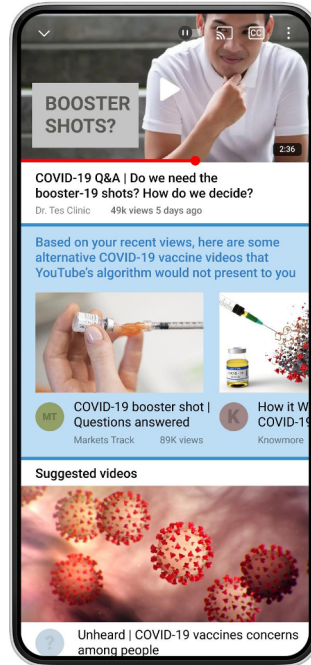 CC
BOOSTER
SHOTS?
2:36
COVID-19 Q&A | Do we need the
booster-19 shots? How do we decide?
Dr. Tes Clinic 49k views 5 days ago
Based on your recent views, here are some
alternative COVID-19 vaccine videos that
YouTube's algorithm would not present to you
MT
COVID-19 booster shot |
Questions answered
Markets Track 89K views
K
How it W
COVID-19
Knowmore
Suggested videos
?
Unheard | COVID-19 vaccines concerns
among people